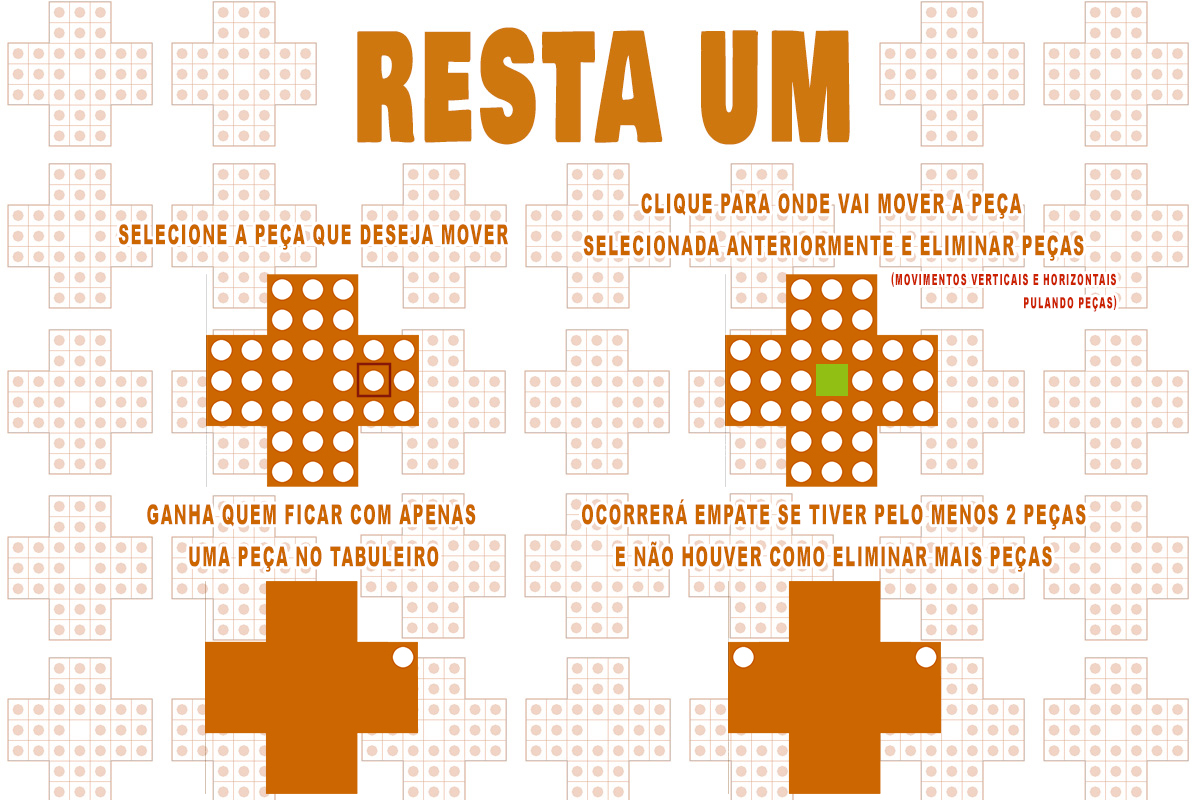 RESTA UM
SELECIONE A PEÇA QUE DESEJA MOVER
CLIQUE PARA ONDE VAI MOVER A PEÇA
SELECIONADA ANTERIORMENTE E ELIMINAR PEÇAS
(MOVIMENTOS VERTICAIS E HORIZONTAIS
PULANDO PEÇAS)
GANHA QUEM FICAR COM APENAS
UMA PEÇA NO TABULEIRO
OCORRERÁ EMPATE SE TIVER PELO MENOS 2 PEÇAS
E NÃO HOUVER COMO ELIMINAR MAIS PEÇAS